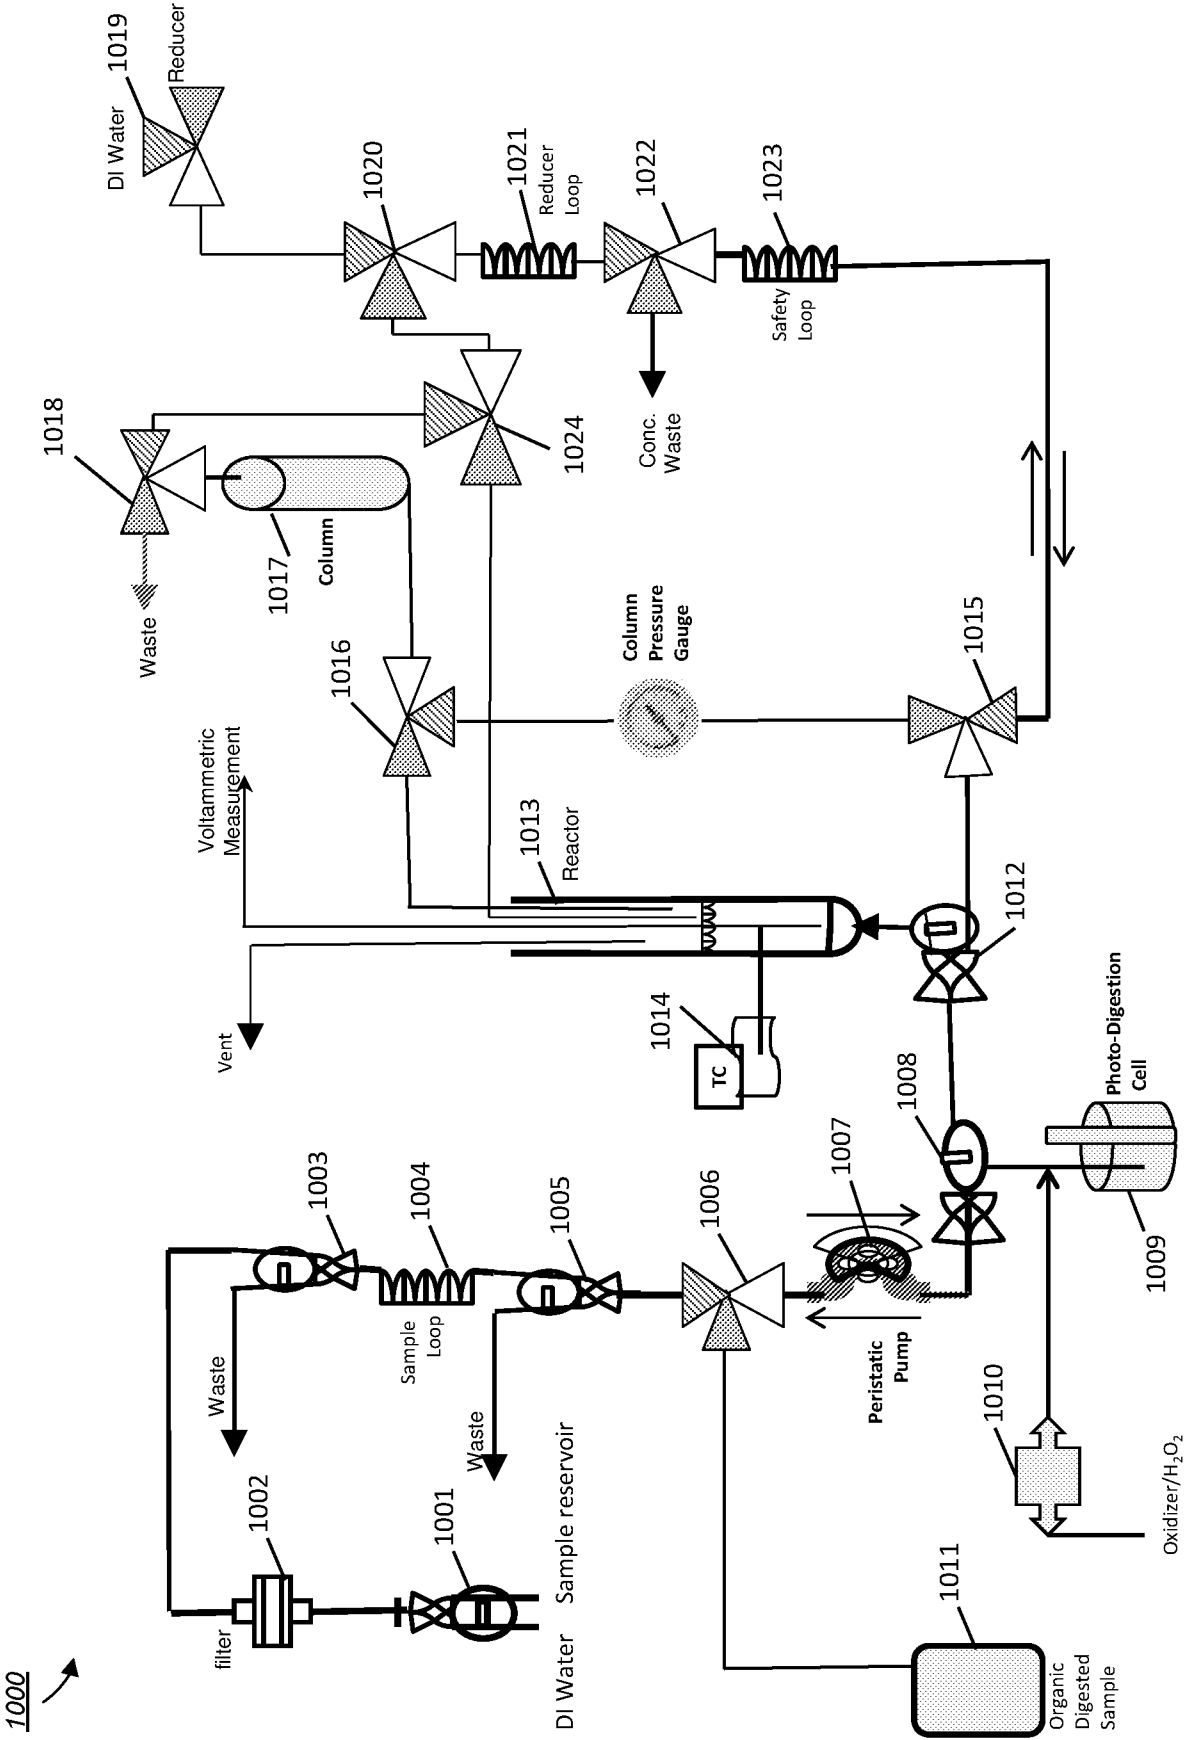 1000
filter
1002
1001
DI Water
Sample reservoir
Waste
1003
Sample
Loop
1004
Waste
1005
1006
Peristatic
Pump
1007
1008
Photo-Digestion
Cell
1009
1010
Oxidizer/H₂O₂
1011
Organic
Digested
Sample
Vent
Voltammetric
Measurement
1013
Reactor
TC
1014
1012
1015
1016
Column
Pressure
Gauge
1017
Column
1018
Waste
DI Water
1019
Reducer
1020
1021
Reducer
Loop
1022
Conc.
Waste
1023
Safety
Loop
1024